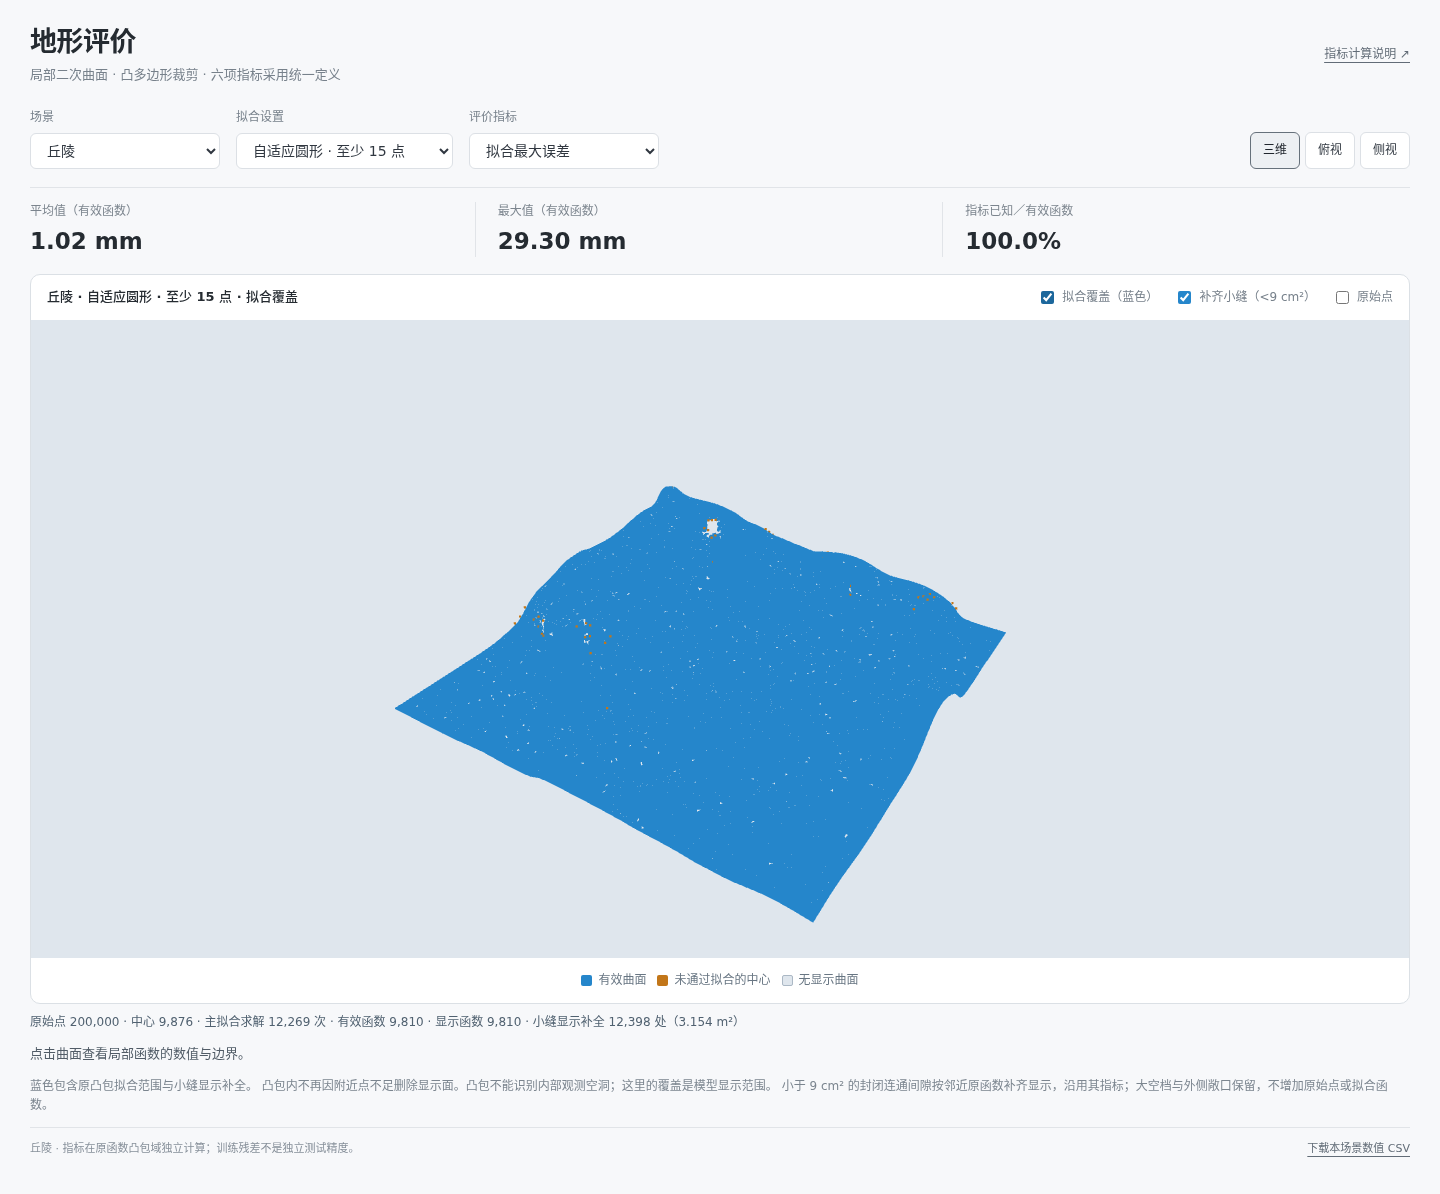 地形评价
局部二次曲面 · 凸多边形裁剪 · 六项指标采用统一定义
指标计算说明 ↗
场景
拟合设置
评价指标
丘陵
自适应圆形 · 至少 15 点
拟合最大误差
三维
俯视
侧视
平均值（有效函数）
最大值（有效函数）
指标已知／有效函数
1.02 mm
29.30 mm
100.0%
丘陵 · 自适应圆形 · 至少 15 点 · 拟合覆盖
拟合覆盖（蓝色）
补齐小缝（<9 cm²）
原始点
有效曲面
未通过拟合的中心
无显示曲面
原始点 200,000 · 中心 9,876 · 主拟合求解 12,269 次 · 有效函数 9,810 · 显示函数 9,810 · 小缝显示补全 12,398 处（3.154 m²）
点击曲面查看局部函数的数值与边界。
蓝色包含原凸包拟合范围与小缝显示补全。 凸包内不再因附近点不足删除显示面。凸包不能识别内部观测空洞；这里的覆盖是模型显示范围。 小于 9 cm² 的封闭连通间隙按邻近原函数补齐显示，沿用其指标；大空档与外侧敞口保留，不增加原始点或拟合函
数。
丘陵 · 指标在原函数凸包域独立计算；训练残差不是独立测试精度。
下载本场景数值 CSV